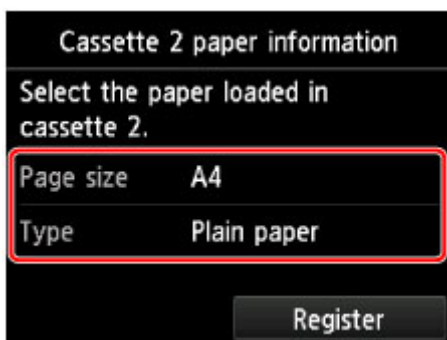 Cassette 2 paper information
Select the paper loaded in
cassette 2.
Page size A4
Type Plain paper
Register